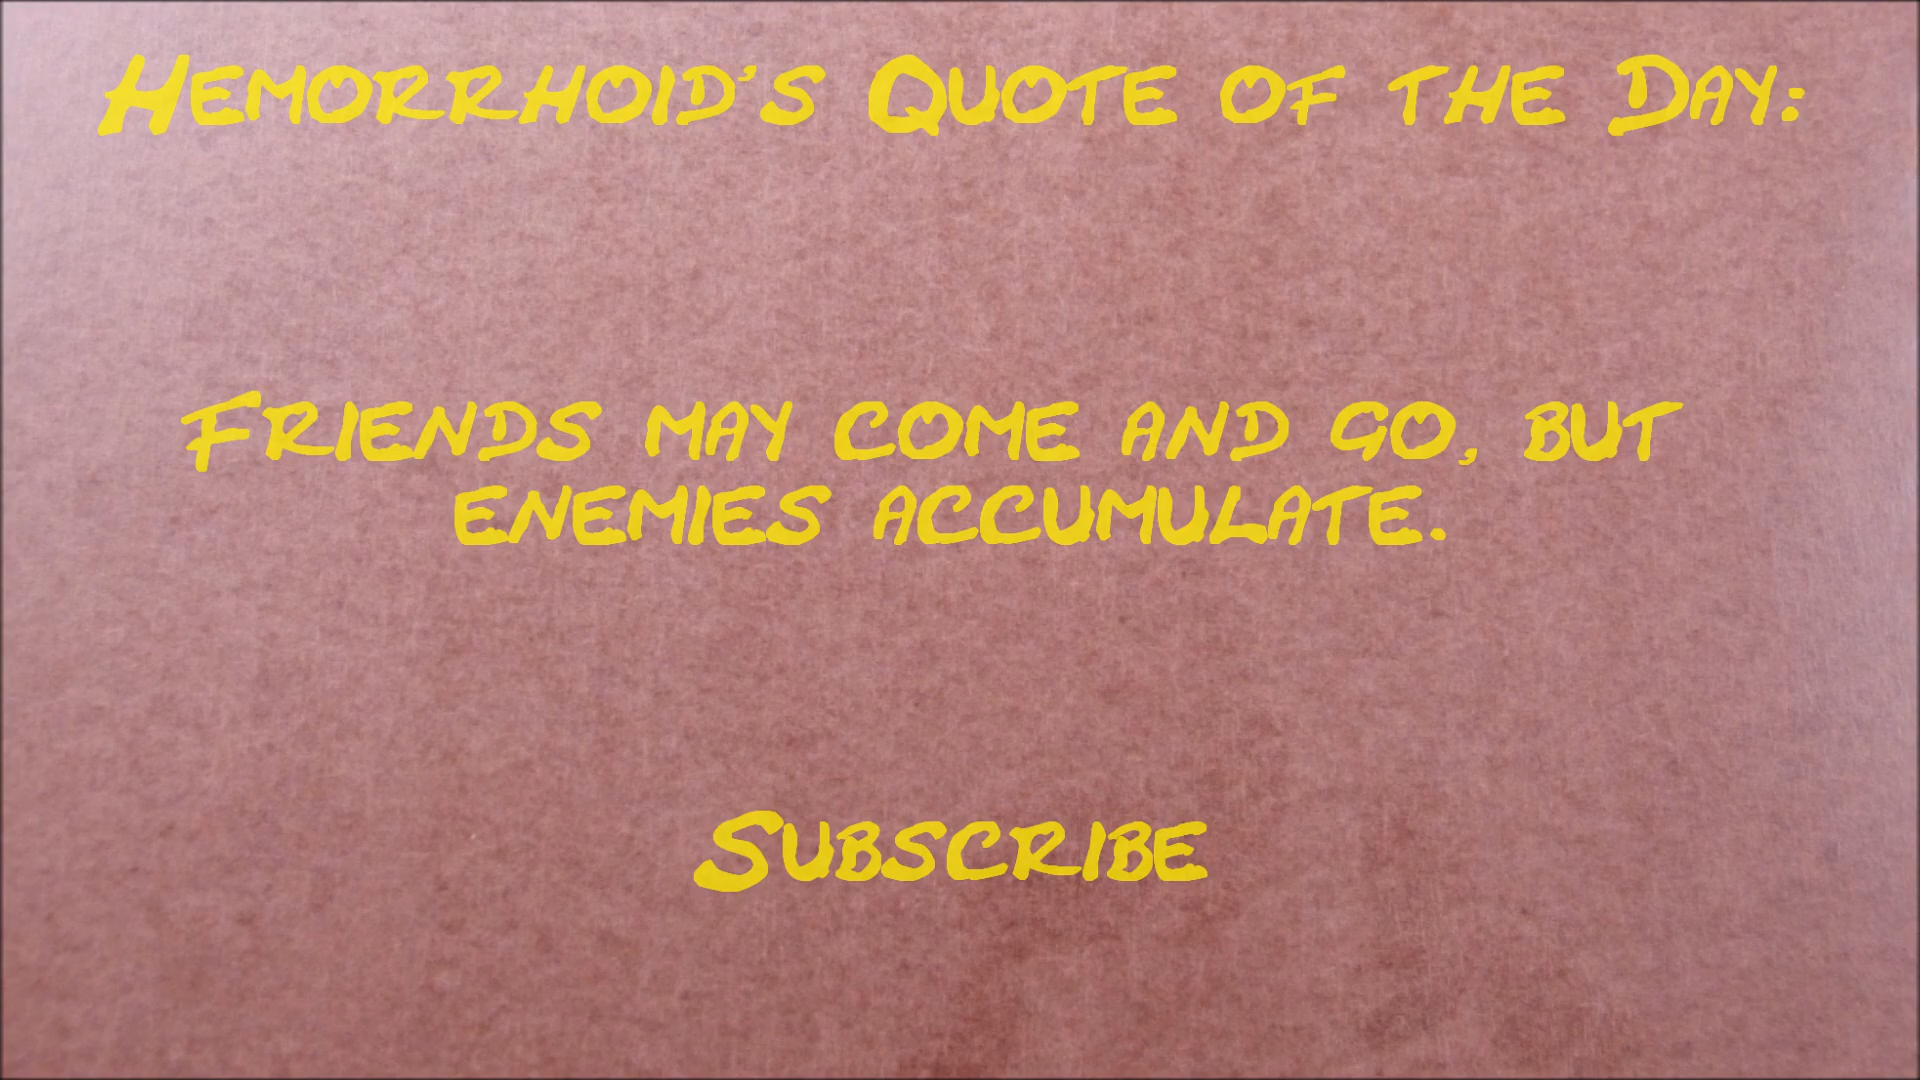 Hemorrhoid's Quote of the Day:
Friends may come and go, but
enemies accumulate.
Subscribe